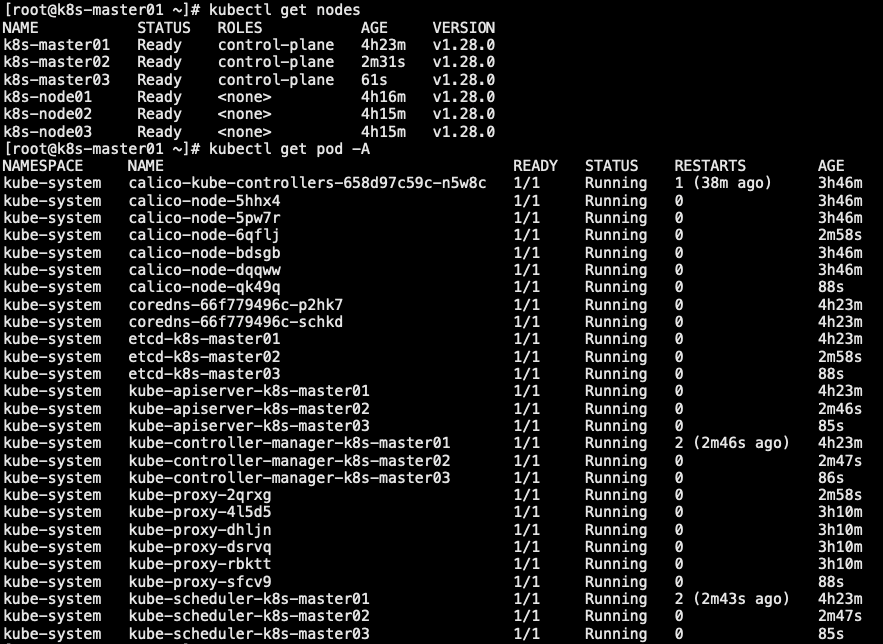 [root@k8s-master01 ~]# kubectl get nodes
NAME STATUS ROLES AGE VERSION
k8s-master01 Ready control-plane 4h23m v1.28.0
k8s-master02 Ready control-plane 2m31s v1.28.0
k8s-master03 Ready control-plane 61s v1.28.0
k8s-node01 Ready <none> 4h16m v1.28.0
k8s-node02 Ready <none> 4h15m v1.28.0
k8s-node03 Ready <none> 4h15m v1.28.0
[root@k8s-master01 ~]# kubectl get pod -A
NAMESPACE NAME READY STATUS RESTARTS AGE
kube-system calico-kube-controllers-658d97c59c-n5w8c 1/1 Running 1 (38m ago) 3h46m
kube-system calico-node-5hhx4 1/1 Running 0 3h46m
kube-system calico-node-5pw7r 1/1 Running 0 3h46m
kube-system calico-node-6qflj 1/1 Running 0 2m58s
kube-system calico-node-bdsgb 1/1 Running 0 3h46m
kube-system calico-node-dqqww 1/1 Running 0 3h46m
kube-system calico-node-qk49q 1/1 Running 0 88s
kube-system coredns-66f779496c-p2hk7 1/1 Running 0 4h23m
kube-system coredns-66f779496c-schkd 1/1 Running 0 4h23m
kube-system etcd-k8s-master01 1/1 Running 0 4h23m
kube-system etcd-k8s-master02 1/1 Running 0 2m58s
kube-system etcd-k8s-master03 1/1 Running 0 88s
kube-system kube-apiserver-k8s-master01 1/1 Running 0 4h23m
kube-system kube-apiserver-k8s-master02 1/1 Running 0 2m46s
kube-system kube-apiserver-k8s-master03 1/1 Running 0 85s
kube-system kube-controller-manager-k8s-master01 1/1 Running 2 (2m46s ago) 4h23m
kube-system kube-controller-manager-k8s-master02 1/1 Running 0 2m47s
kube-system kube-controller-manager-k8s-master03 1/1 Running 0 86s
kube-system kube-proxy-2qrxg 1/1 Running 0 2m58s
kube-system kube-proxy-4l5d5 1/1 Running 0 3h10m
kube-system kube-proxy-dhljn 1/1 Running 0 3h10m
kube-system kube-proxy-dsrvq 1/1 Running 0 3h10m
kube-system kube-proxy-rbktt 1/1 Running 0 3h10m
kube-system kube-proxy-sfcv9 1/1 Running 0 88s
kube-system kube-scheduler-k8s-master01 1/1 Running 2 (2m43s ago) 4h23m
kube-system kube-scheduler-k8s-master02 1/1 Running 0 2m47s
kube-system kube-scheduler-k8s-master03 1/1 Running 0 85s